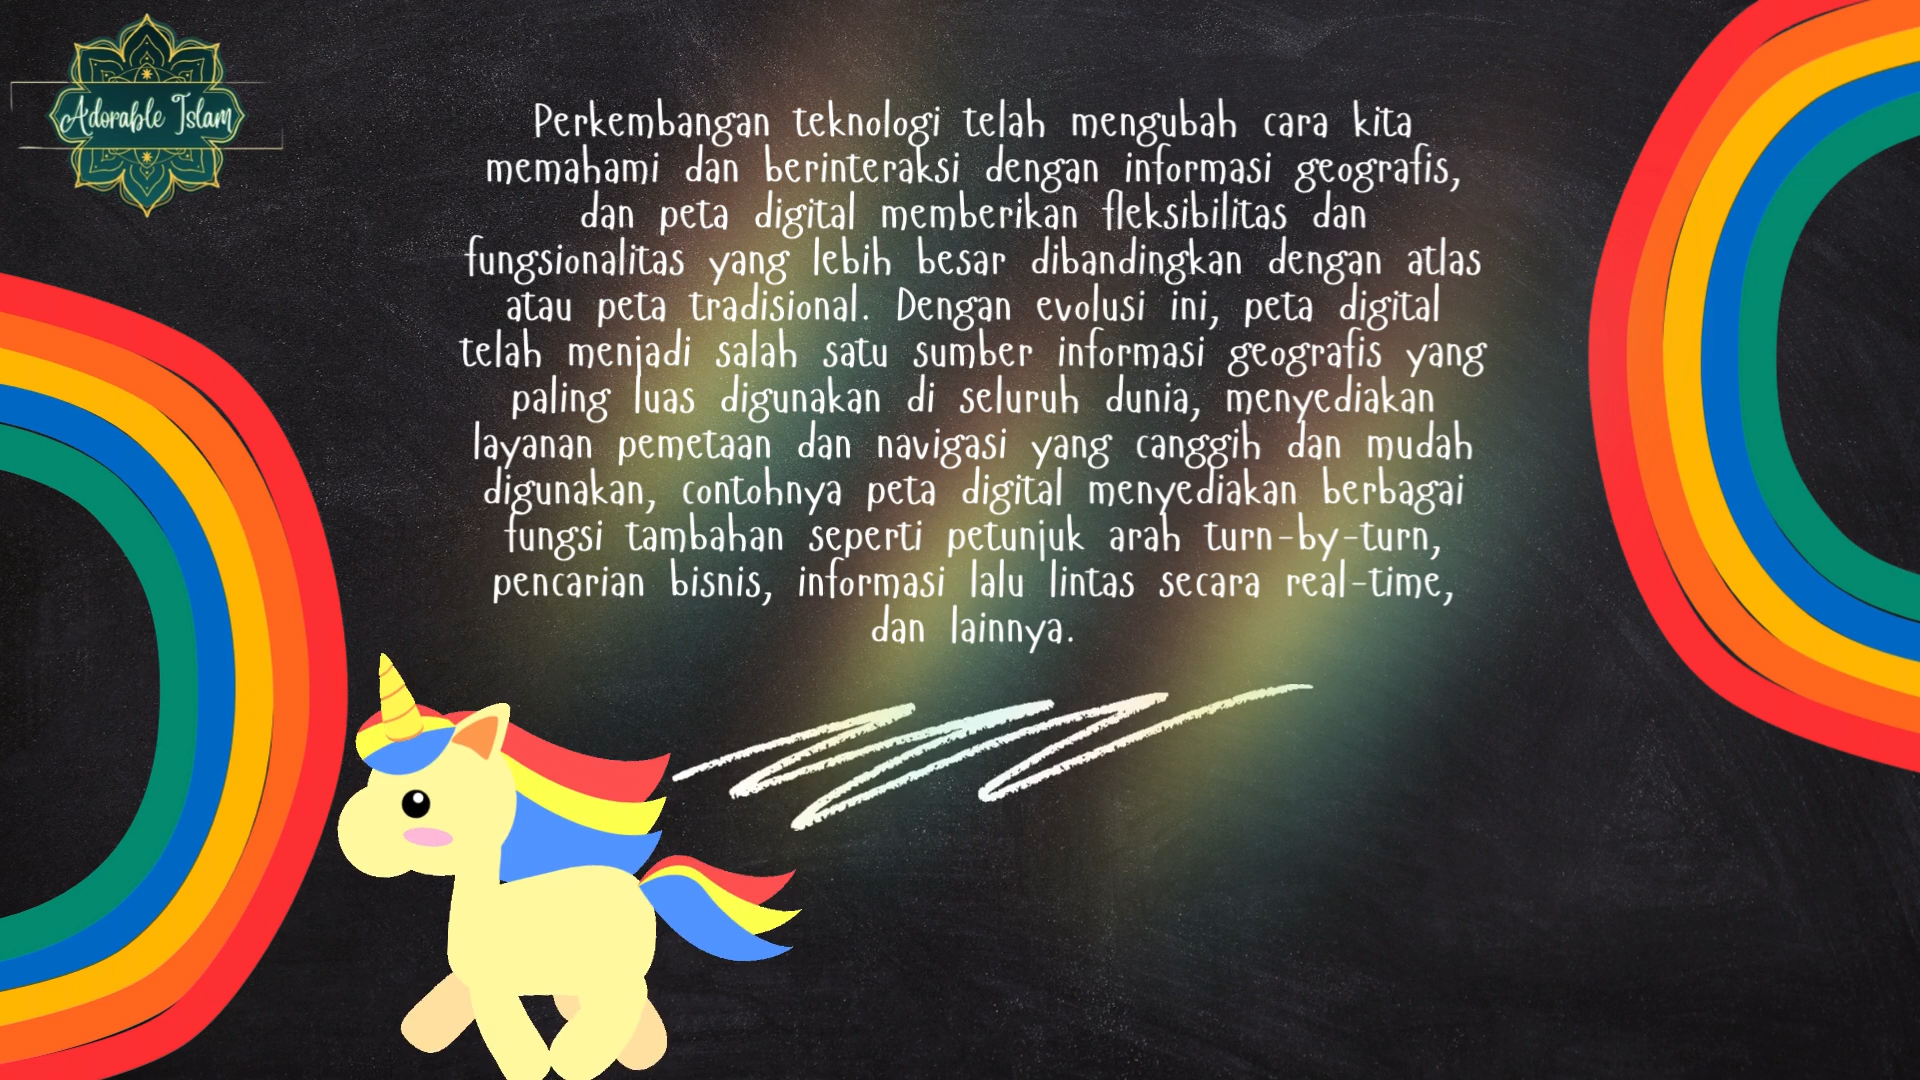 Adorable Islam
Perkembangan teknologi telah mengubah cara kita
memahami dan berinteraksi dengan informasi geografis,
dan peta digital memberikan fleksibilitas dan
fungsionalitas yang lebih besar dibandingkan dengan atlas
atau peta tradisional. Dengan evolusi ini, peta digital
telah menjadi salah satu sumber informasi geografis yang
paling luas digunakan di seluruh dunia, menyediakan
layanan pemetaan dan navigasi yang canggih dan mudah
digunakan, contohnya peta digital menyediakan berbagai
fungsi tambahan seperti petunjuk arah turn-by-turn,
pencarian bisnis, informasi lalu lintas secara real-time,
dan lainnya.